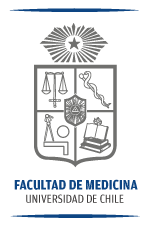 FACULTAD DE MEDICINA
UNIVERSIDAD DE CHILE